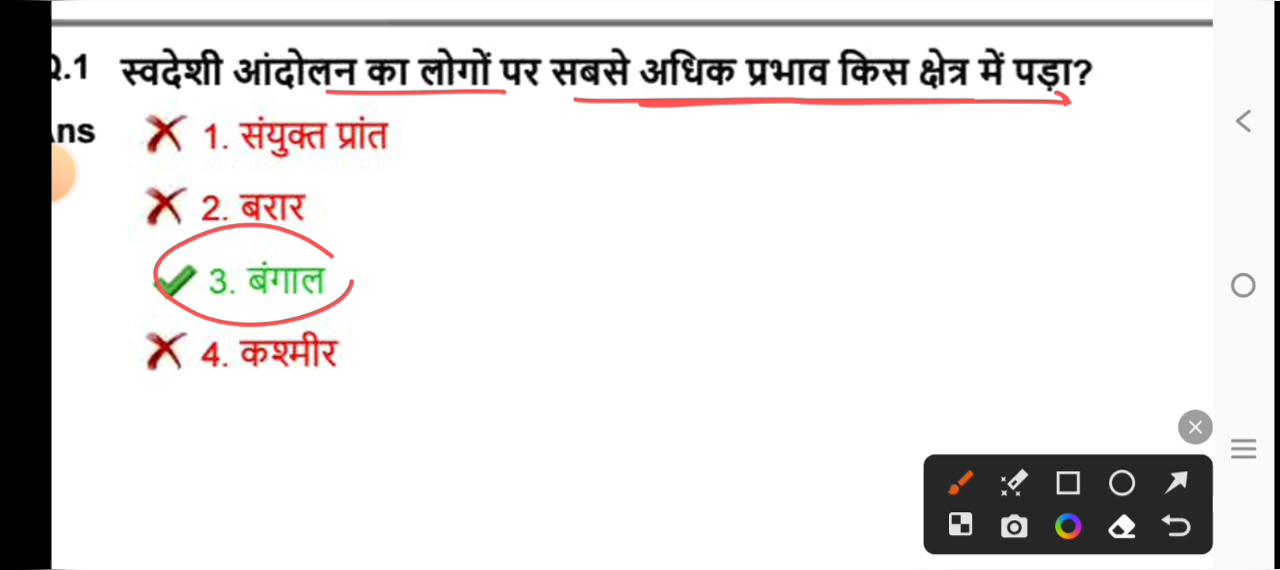 .1 स्वदेशी आंदोलन का लोगों पर सबसे अधिक प्रभाव किस क्षेत्र में पड़ा?
ns 1. संयुक्त प्रांत
2. बरार
3. बंगाल
4. कश्मीर